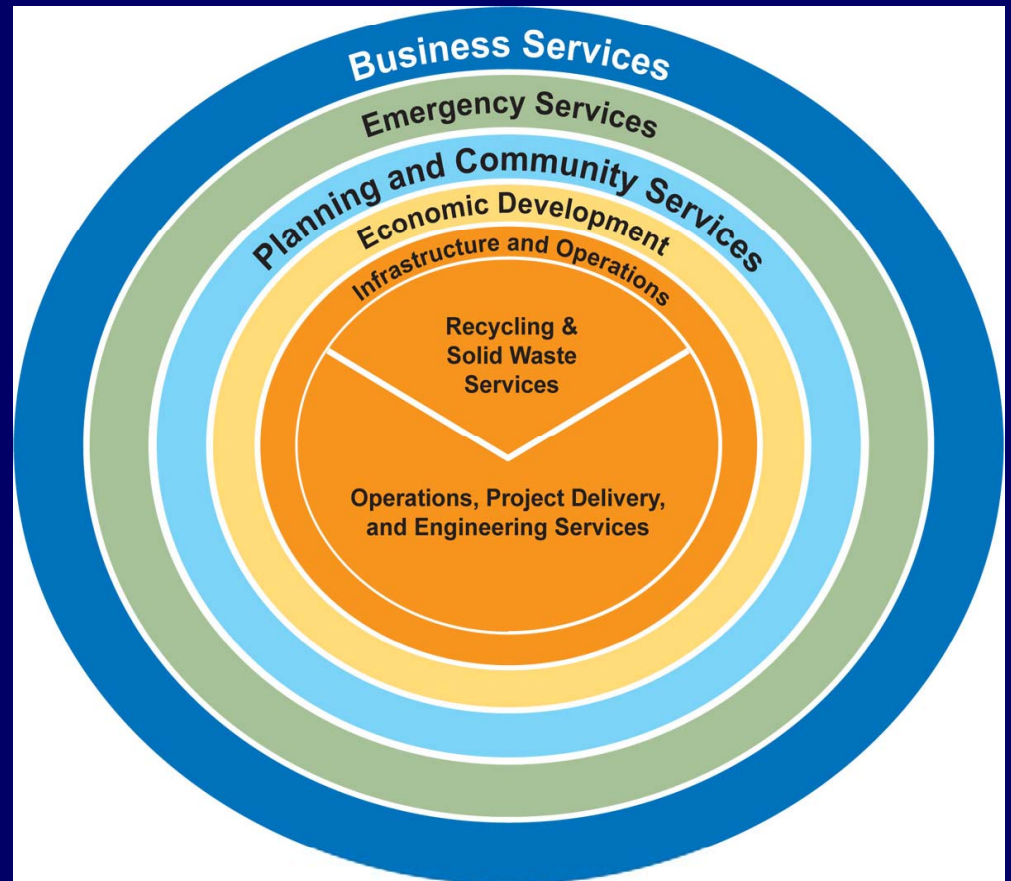 Business Services
Emergency Services
Planning and Community Services
Economic Development
Infrastructure and Operations
Recycling &
Solid Waste
Services
Operations, Project Delivery,
and Engineering Services